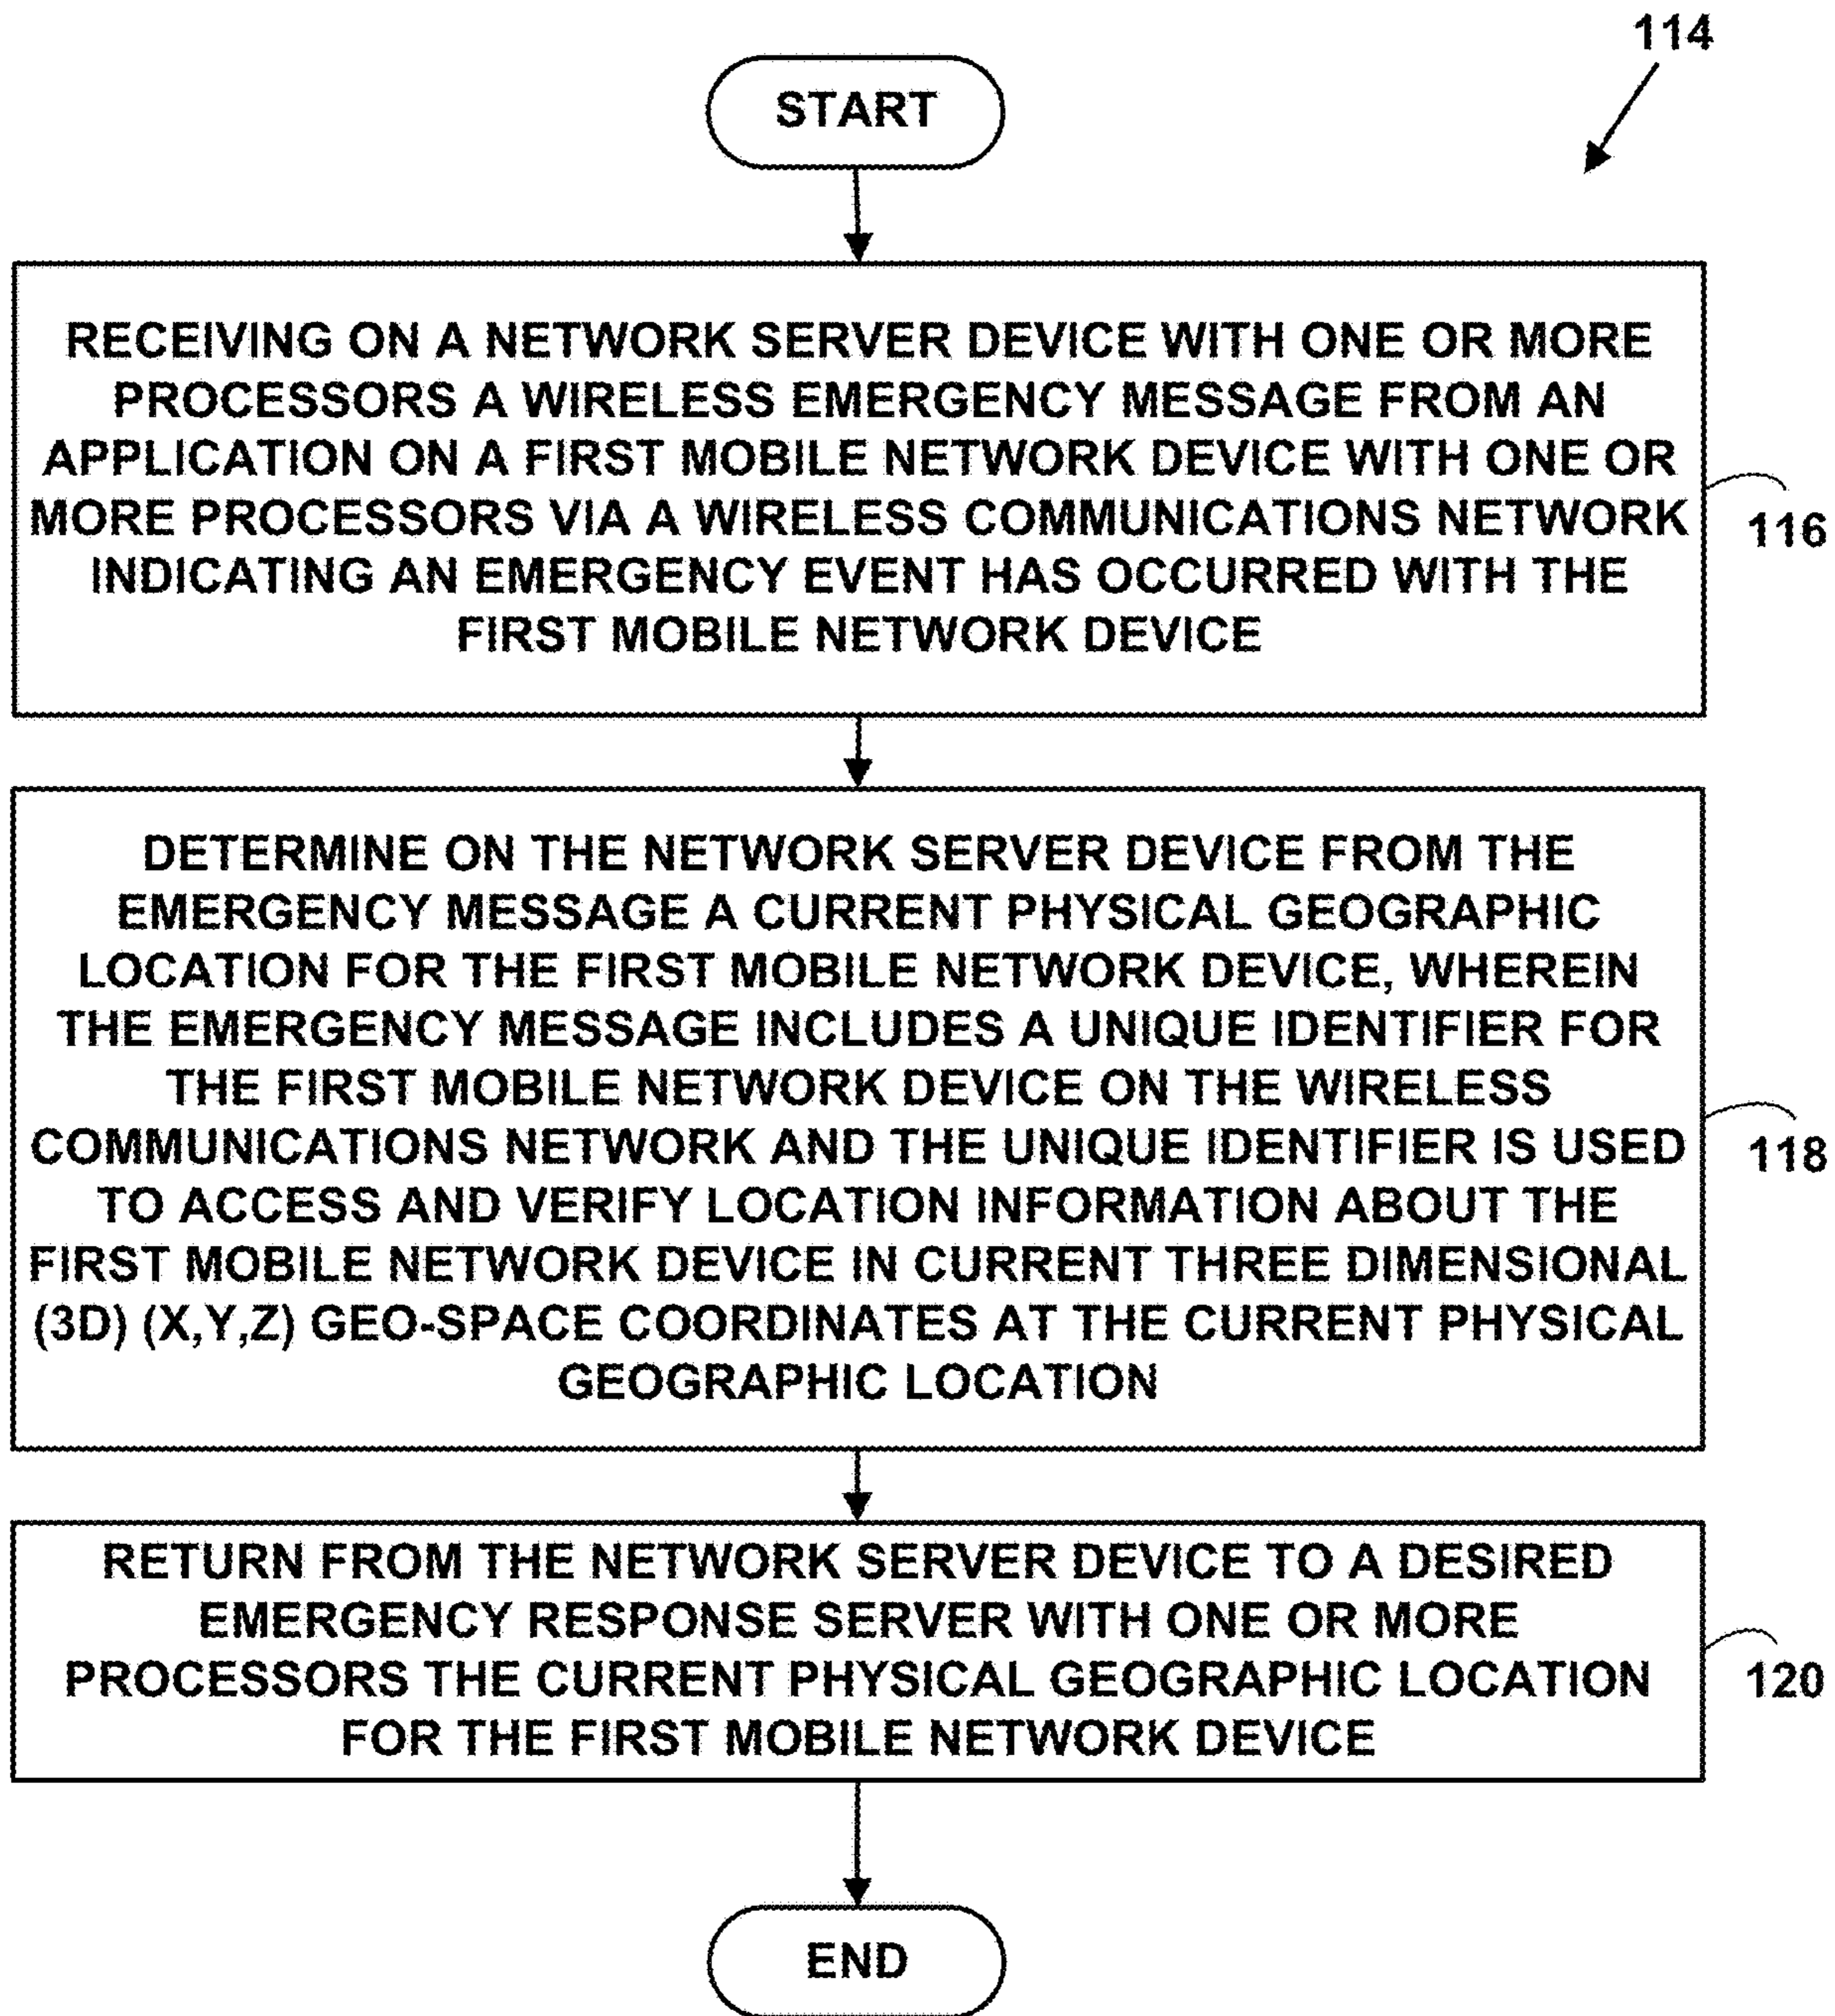 114
START
RECEIVING ON A NETWORK SERVER DEVICE WITH ONE OR MORE
PROCESSORS A WIRELESS EMERGENCY MESSAGE FROM AN
APPLICATION ON A FIRST MOBILE NETWORK DEVICE WITH ONE OR
MORE PROCESSORS VIA A WIRELESS COMMUNICATIONS NETWORK
INDICATING AN EMERGENCY EVENT HAS OCCURRED WITH THE
FIRST MOBILE NETWORK DEVICE
116
DETERMINE ON THE NETWORK SERVER DEVICE FROM THE
EMERGENCY MESSAGE A CURRENT PHYSICAL GEOGRAPHIC
LOCATION FOR THE FIRST MOBILE NETWORK DEVICE, WHEREIN
THE EMERGENCY MESSAGE INCLUDES A UNIQUE IDENTIFIER FOR
THE FIRST MOBILE NETWORK DEVICE ON THE WIRELESS
COMMUNICATIONS NETWORK AND THE UNIQUE IDENTIFIER IS USED
TO ACCESS AND VERIFY LOCATION INFORMATION ABOUT THE
FIRST MOBILE NETWORK DEVICE IN CURRENT THREE DIMENSIONAL
(3D) (X,Y,Z) GEO-SPACE COORDINATES AT THE CURRENT PHYSICAL
GEOGRAPHIC LOCATION
118
RETURN FROM THE NETWORK SERVER DEVICE TO A DESIRED
EMERGENCY RESPONSE SERVER WITH ONE OR MORE
PROCESSORS THE CURRENT PHYSICAL GEOGRAPHIC LOCATION
FOR THE FIRST MOBILE NETWORK DEVICE
120
END